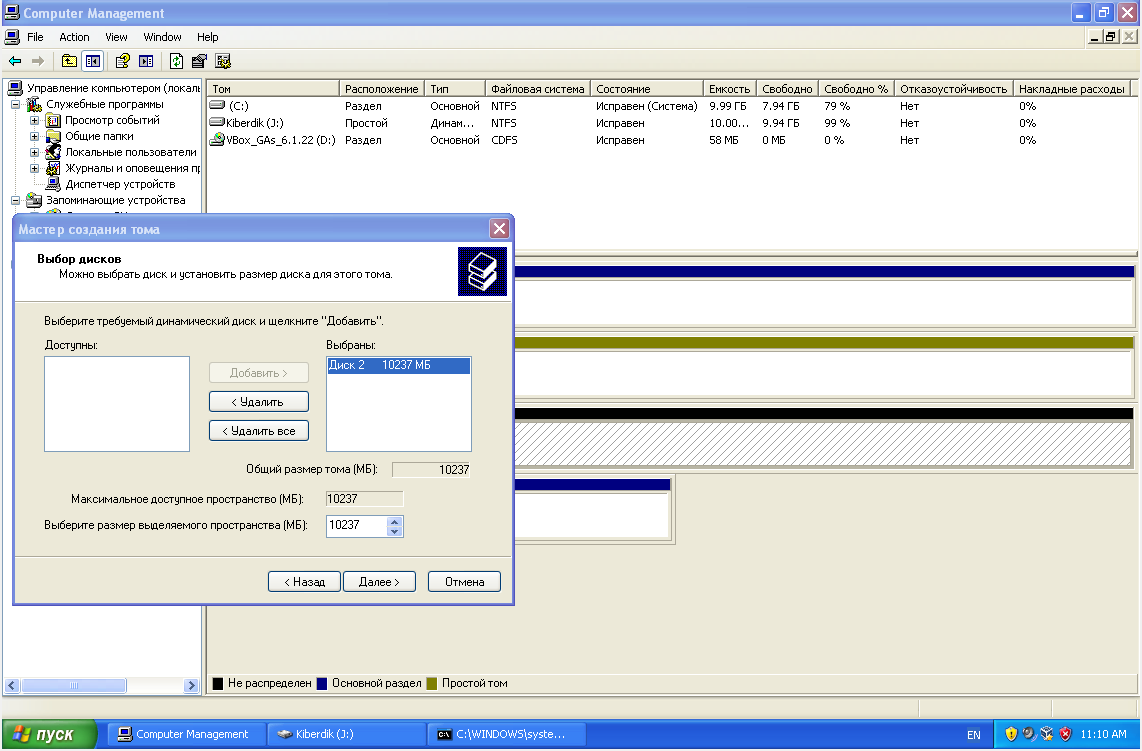 Computer Management
File Action View Window Help
Управление компьютером (локаль
Служебные программы
Просмотр событий
Общие папки
Локальные пользователи
Журналы и оповещения пр
Диспетчер устройств
Запоминающие устройства
Том Расположение Тип Файловая система Состояние Емкость Свободно Свободно % Отказоустойчивость Накладные расходы
(C:) Раздел Основной NTFS Исправен (Система) 9.99 ГБ 7.94 ГБ 79 % Нет 0%
Kiberdik (J:) Простой Динам... NTFS Исправен 10.00... 9.94 ГБ 99 % Нет 0%
VBox_GAs_6.1.22 (D:) Раздел Основной CDFS Исправен 58 МБ 0 МБ 0 % Нет 0%
Мастер создания тома
Выбор дисков
Можно выбрать диск и установить размер диска для этого тома.
Выберите требуемый динамический диск и щелкните "Добавить".
Доступны: Выбраны:
Диск 2 10237 МБ
Добавить >
< Удалить
< Удалить все
Общий размер тома (МБ): 10237
Максимальное доступное пространство (МБ): 10237
Выберите размер выделяемого пространства (МБ): 10237
< Назад Далее > Отмена
Не распределен Основной раздел Простой том
пуск Computer Management Kiberdik (J:) C:\WINDOWS\syste... EN 11:10 AM